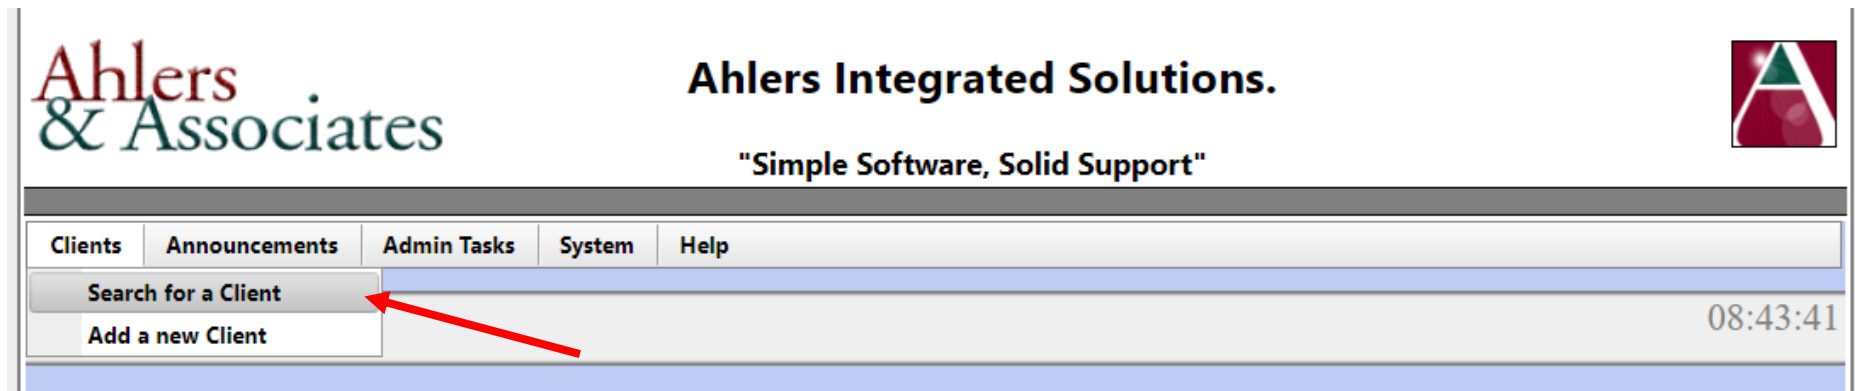 Ahlers
& Associates
Ahlers Integrated Solutions.
"Simple Software, Solid Support"
A
Clients Announcements Admin Tasks System Help
Search for a Client
Add a new Client
08:43:41